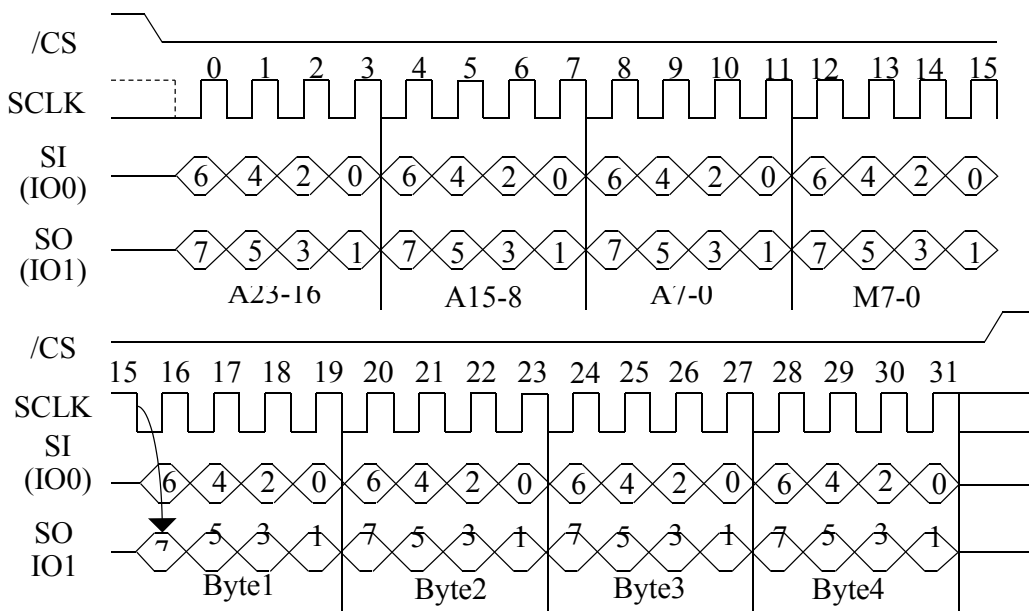 /CS
0 1 2 3 4 5 6 7 8 9 10 11 12 13 14 15
SCLK
SI
(IO0)
6 4 2 0 6 4 2 0 6 4 2 0 6 4 2 0
SO
(IO1)
7 5 3 1 7 5 3 1 7 5 3 1 7 5 3 1
A23-16 A15-8 A7-0 M7-0
/CS
15 16 17 18 19 20 21 22 23 24 25 26 27 28 29 30 31
SCLK
SI
(IO0)
6 4 2 0 6 4 2 0 6 4 2 0 6 4 2 0
SO
IO1
7 5 3 1 7 5 3 1 7 5 3 1 7 5 3 1
Byte1 Byte2 Byte3 Byte4